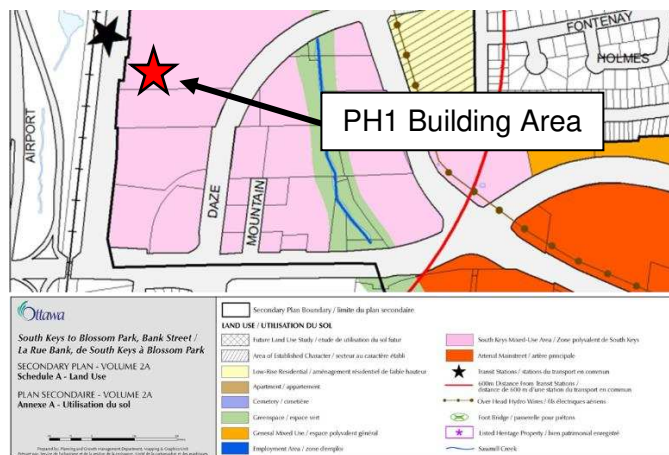 FONTENAY
HOLMES
PH1 Building Area
AIRPORT
DAZE
MOUNTAIN
Ottawa
South Keys to Blossom Park, Bank Street /
La Rue Bank, de South Keys à Blossom Park
SECONDARY PLAN - VOLUME 2A
Schedule A - Land Use
PLAN SECONDAIRE - VOLUME 2A
Annexe A - Utilisation du sol
Secondary Plan Boundary / limite du plan secondaire
LAND USE / UTILISATION DU SOL
Future Land Use Study / etude de utilisation du sol futur
Area of Established Character / secteur au caractère établi
Low-Rise Residential / aménagement résidentiel de faible hauteur
Apartment / appartement
Cemetery / cimetière
Greenspace / espace vert
General Mixed Use / espace polyvalent général
Employment Area / zone d'emploi
South Keys Mixed-Use Area / Zone polyvalent de South Keys
Arterial Mainstreet / artère principale
Transit Stations / stations du transport en commun
600m Distance From Transit Stations /
distance de 600 m d'une station du transport en commun
Over Head Hydro Wires / fils électriques aériens
Foot Bridge / passerelle pour piétons
Listed Heritage Property / bien patrimonial enregistré
Sawmill Creek